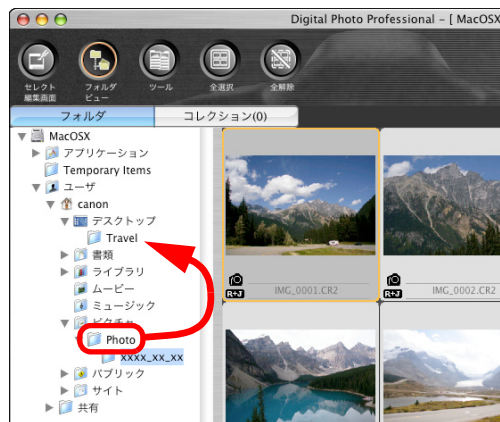 Digital Photo Professional – [ MacOSX
セレクト
編集画面
フォルダ
ビュー
ツール
全選択
全解除
フォルダ
コレクション(0)
MacOSX
アプリケーション
Temporary Items
ユーザ
canon
デスクトップ
Travel
書類
ライブラリ
ムービー
ミュージック
ピクチャ
Photo
xxxx_xx_xx
パブリック
サイト
共有
R+J
IMG_0001.CR2
R+J
IMG_0002.CR2